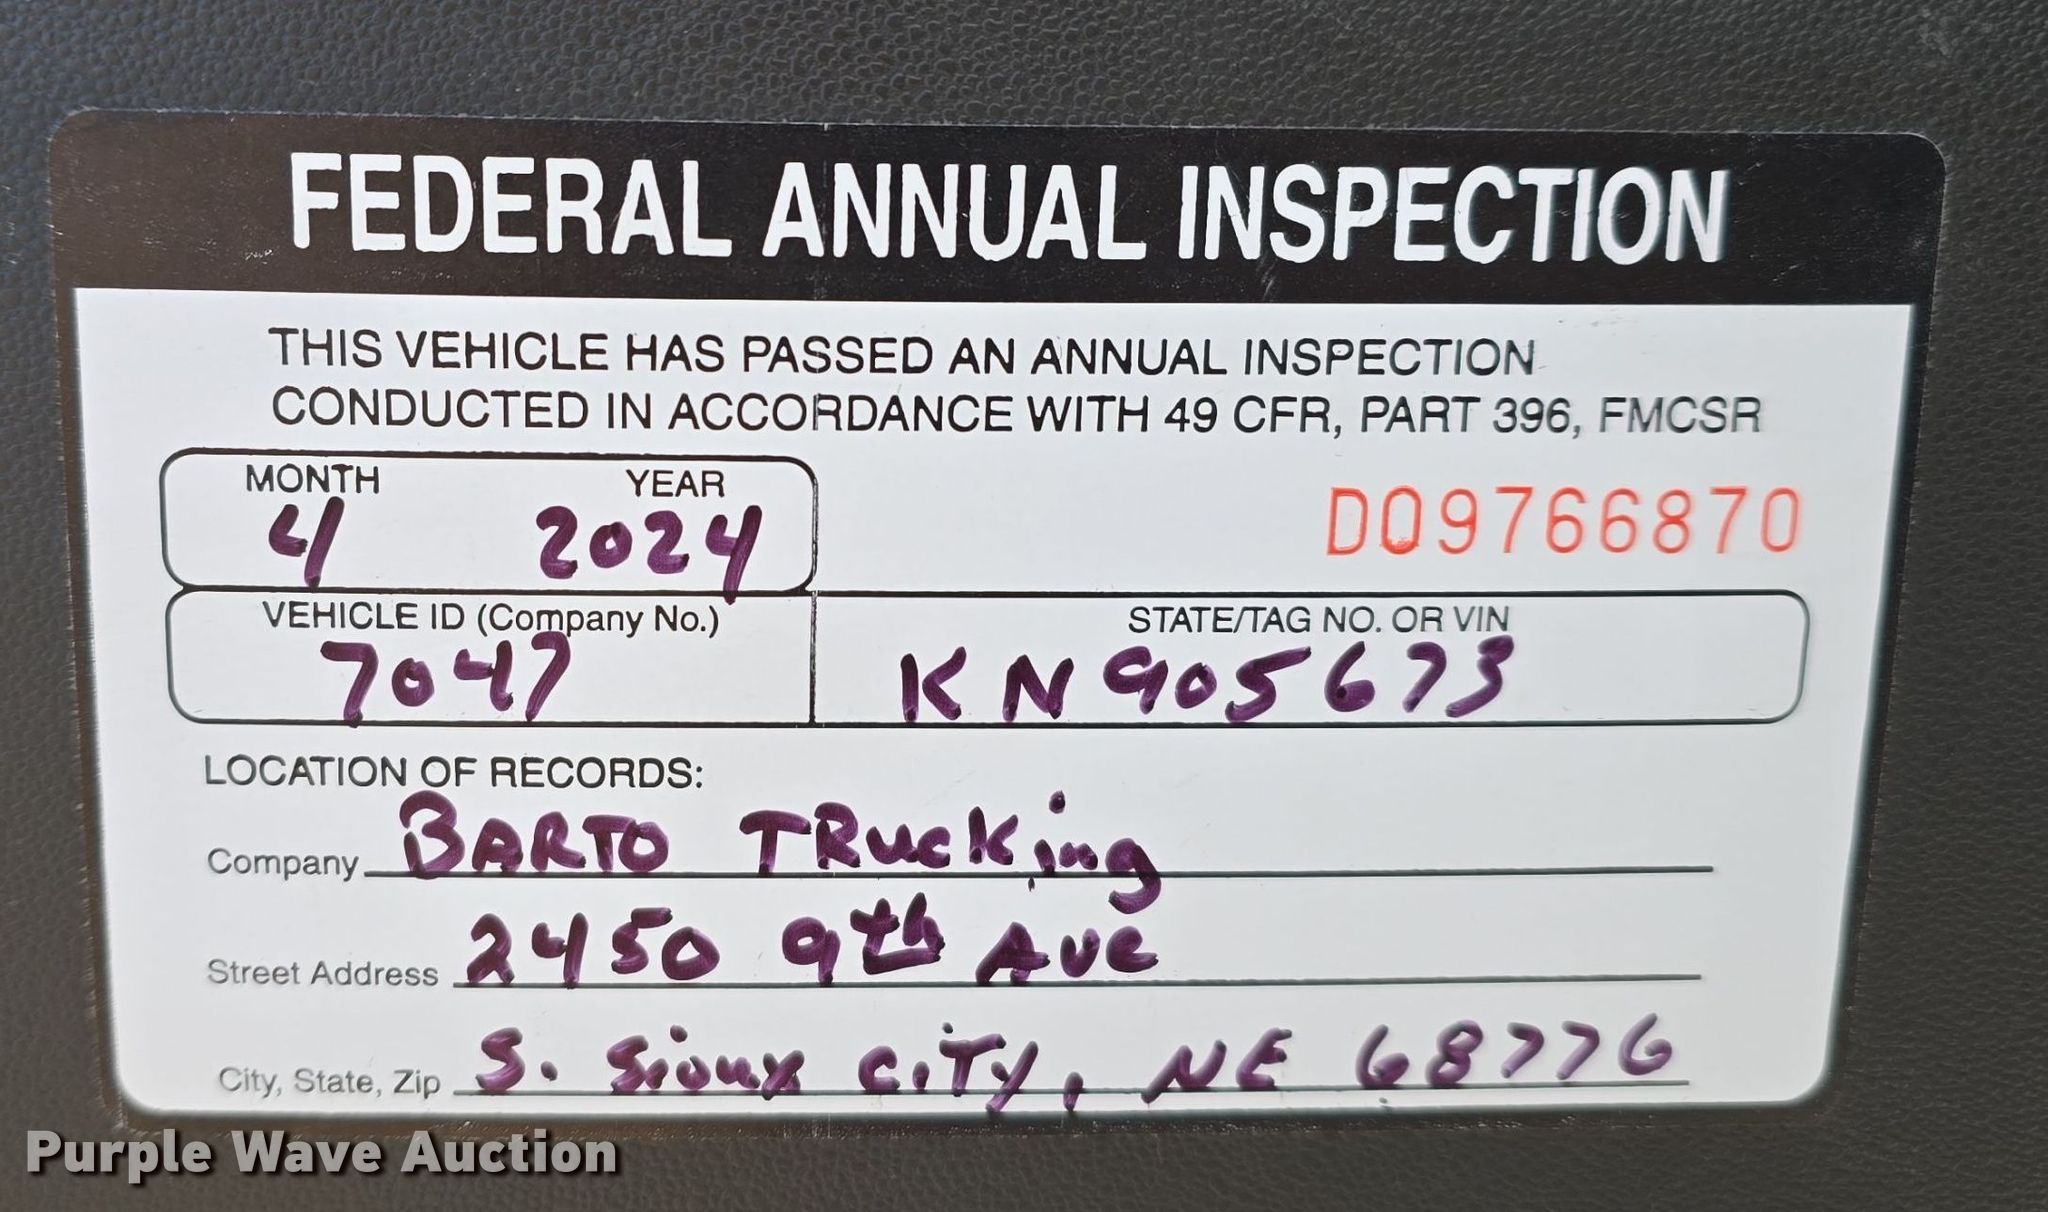 FEDERAL ANNUAL INSPECTION
THIS VEHICLE HAS PASSED AN ANNUAL INSPECTION
CONDUCTED IN ACCORDANCE WITH 49 CFR, PART 396, FMCSR
MONTH YEAR
4 2024
D09766870
VEHICLE ID (Company No.)
7047
STATE/TAG NO. OR VIN
KN905673
LOCATION OF RECORDS:
Company BARTO TRucking
Street Address 2450 9th Ave
City, State, Zip S. Sioux CiTy, NE 68776
Purple Wave Auction